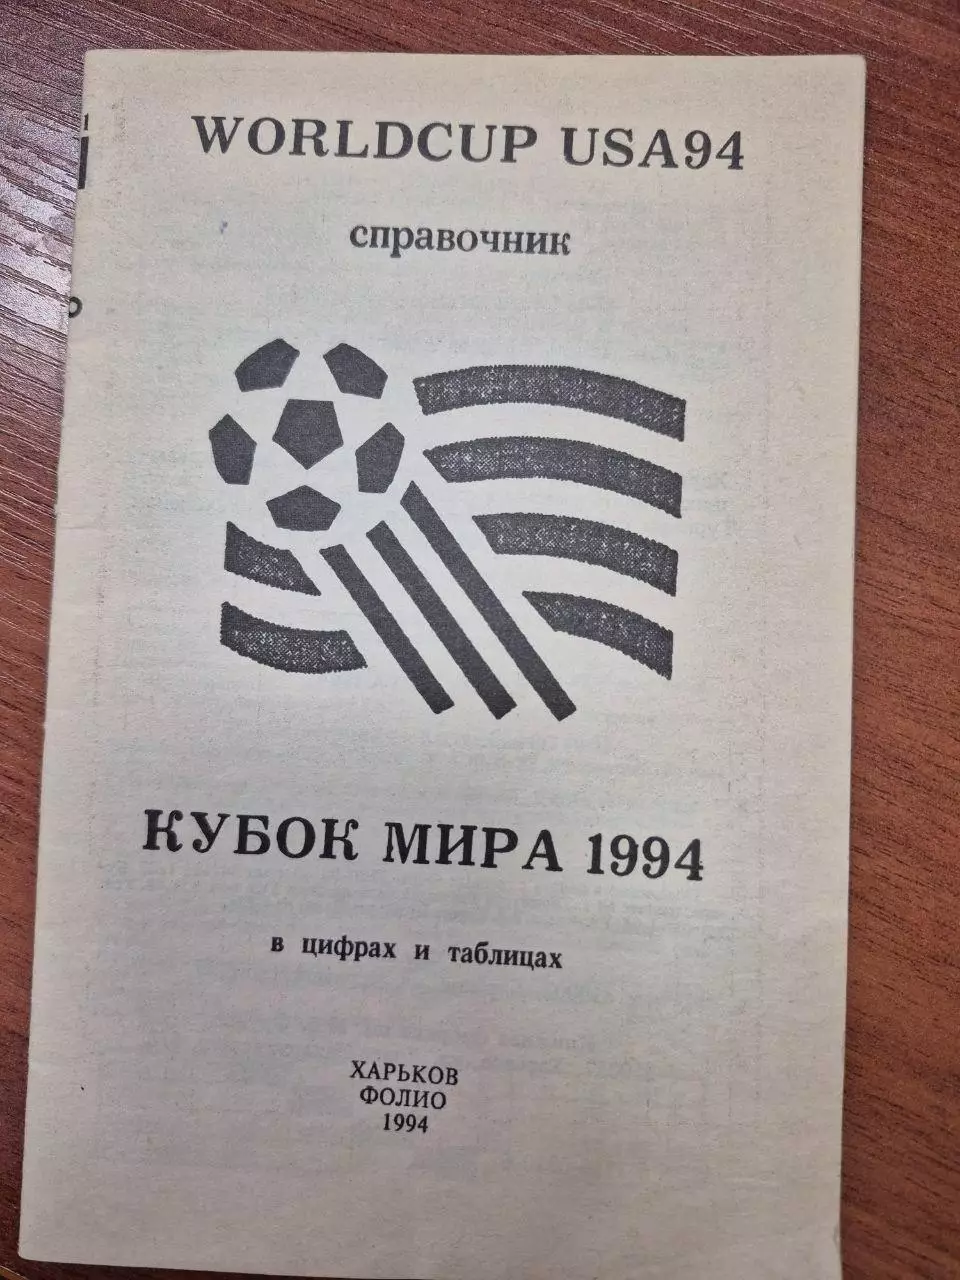 WORLDCUP USA94
справочник
КУБОК МИРА 1994
в цифрах и таблицах
ХАРЬКОВ
ФОЛИО
1994